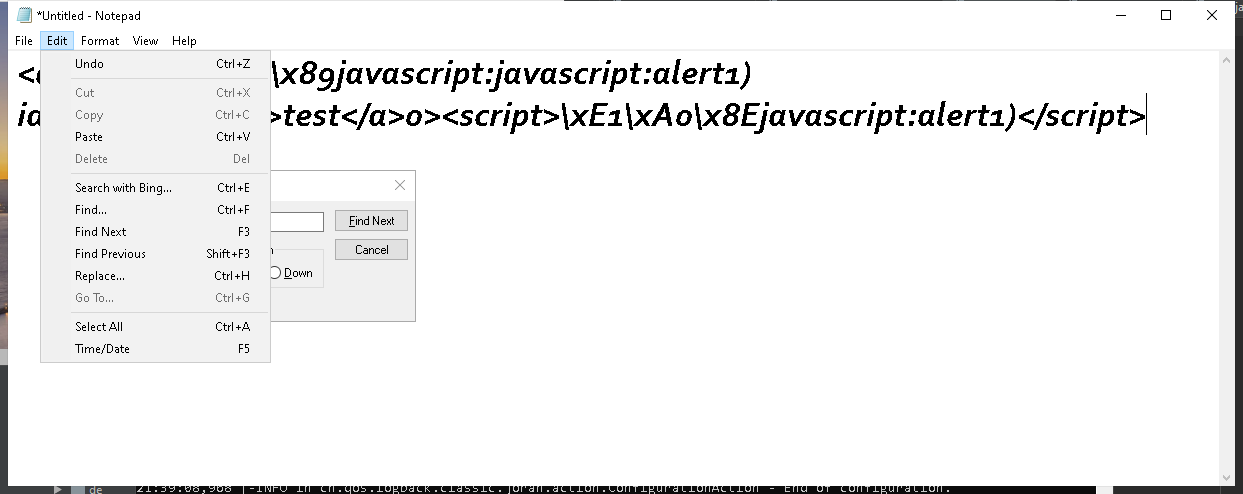 *Untitled - Notepad
File Edit Format View Help
Undo Ctrl+Z
Cut Ctrl+X
Copy Ctrl+C
Paste Ctrl+V
Delete Del
Search with Bing... Ctrl+E
Find... Ctrl+F
Find Next F3
Find Previous Shift+F3
Replace... Ctrl+H
Go To... Ctrl+G
Select All Ctrl+A
Time/Date F5
\x89javascript:javascript:alert1)
>test</a>0><script>\xE1\xA0\x8Ejavascript:alert1)</script>
Find Next
Cancel
Down
de
21:39:08,968 |-INFO in ch.qos.logback.classic.joran.action.ConfigurationAction - End of configuration.